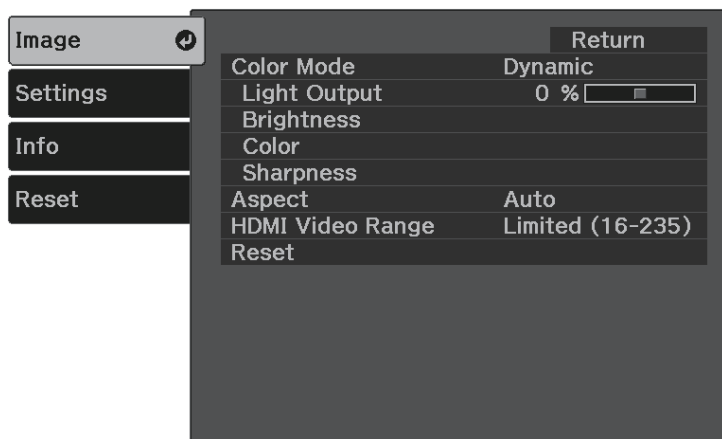 Image
Settings
Info
Reset
Return
Color Mode Dynamic
Light Output 0 %
Brightness
Color
Sharpness
Aspect Auto
HDMI Video Range Limited (16-235)
Reset